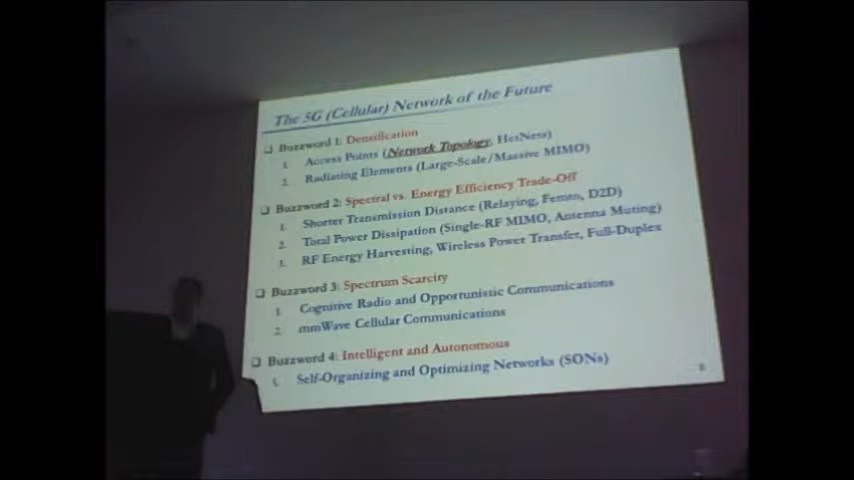 The 5G (Cellular) Network of the Future
❑ Buzzword 1: Densification
1. Access Points (Network Topology, HetNets)
2. Radiating Elements (Large-Scale/Massive MIMO)
❑ Buzzword 2: Spectral vs. Energy Efficiency Trade-Off
1. Shorter Transmission Distance (Relaying, Femto, D2D)
2. Total Power Dissipation (Single-RF MIMO, Antenna Muting)
3. RF Energy Harvesting, Wireless Power Transfer, Full-Duplex
❑ Buzzword 3: Spectrum Scarcity
1. Cognitive Radio and Opportunistic Communications
2. mmWave Cellular Communications
❑ Buzzword 4: Intelligent and Autonomous
1. Self-Organizing and Optimizing Networks (SONs)